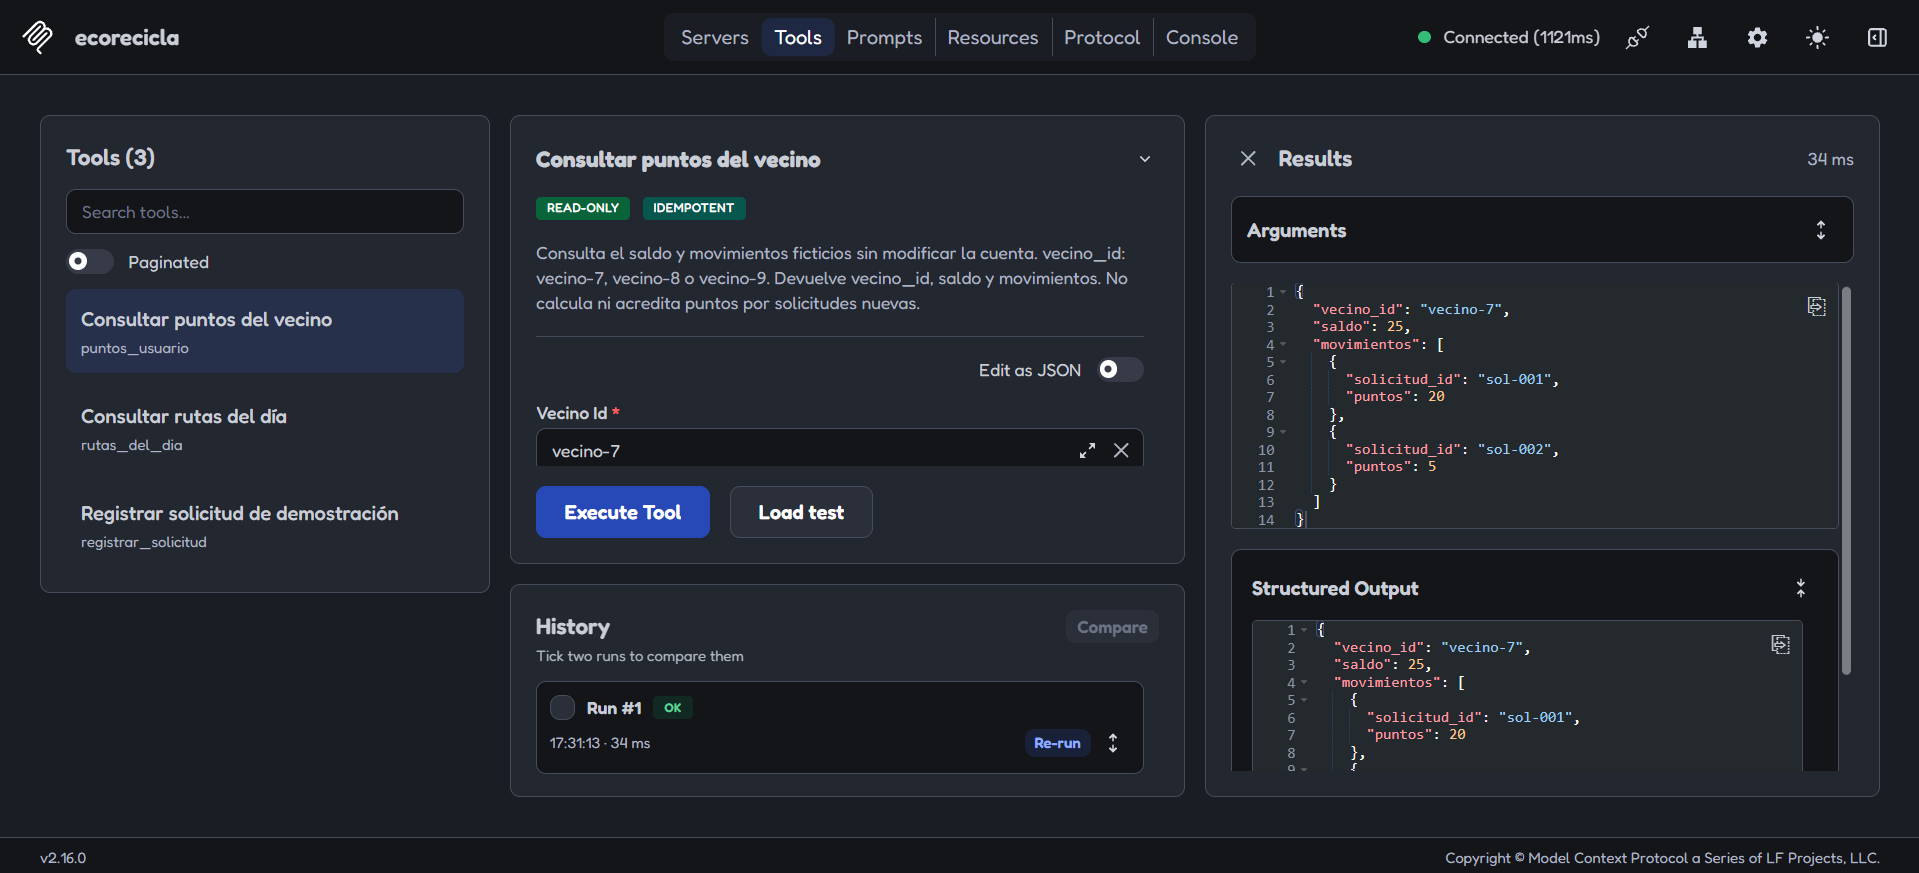 ecorecicla
Servers Tools Prompts Resources Protocol Console
Connected (1121ms)
Tools (3)
Search tools...
Paginated
Consultar puntos del vecino
puntos_usuario
Consultar rutas del día
rutas_del_dia
Registrar solicitud de demostración
registrar_solicitud
Consultar puntos del vecino
READ-ONLY IDEMPOTENT
Consulta el saldo y movimientos ficticios sin modificar la cuenta. vecino_id:
vecino-7, vecino-8 o vecino-9. Devuelve vecino_id, saldo y movimientos. No
calcula ni acredita puntos por solicitudes nuevas.
Edit as JSON
Vecino Id *
vecino-7
Execute Tool Load test
History Compare
Tick two runs to compare them
Run #1 OK
17:31:13 · 34 ms Re-run
Results 34 ms
Arguments
1 {
2 "vecino_id": "vecino-7",
3 "saldo": 25,
4 "movimientos": [
5 {
6 "solicitud_id": "sol-001",
7 "puntos": 20
8 },
9 {
10 "solicitud_id": "sol-002",
11 "puntos": 5
12 }
13 ]
14 }
Structured Output
1 {
2 "vecino_id": "vecino-7",
3 "saldo": 25,
4 "movimientos": [
5 {
6 "solicitud_id": "sol-001",
7 "puntos": 20
8 },
9 {
v2.16.0
Copyright © Model Context Protocol a Series of LF Projects, LLC.